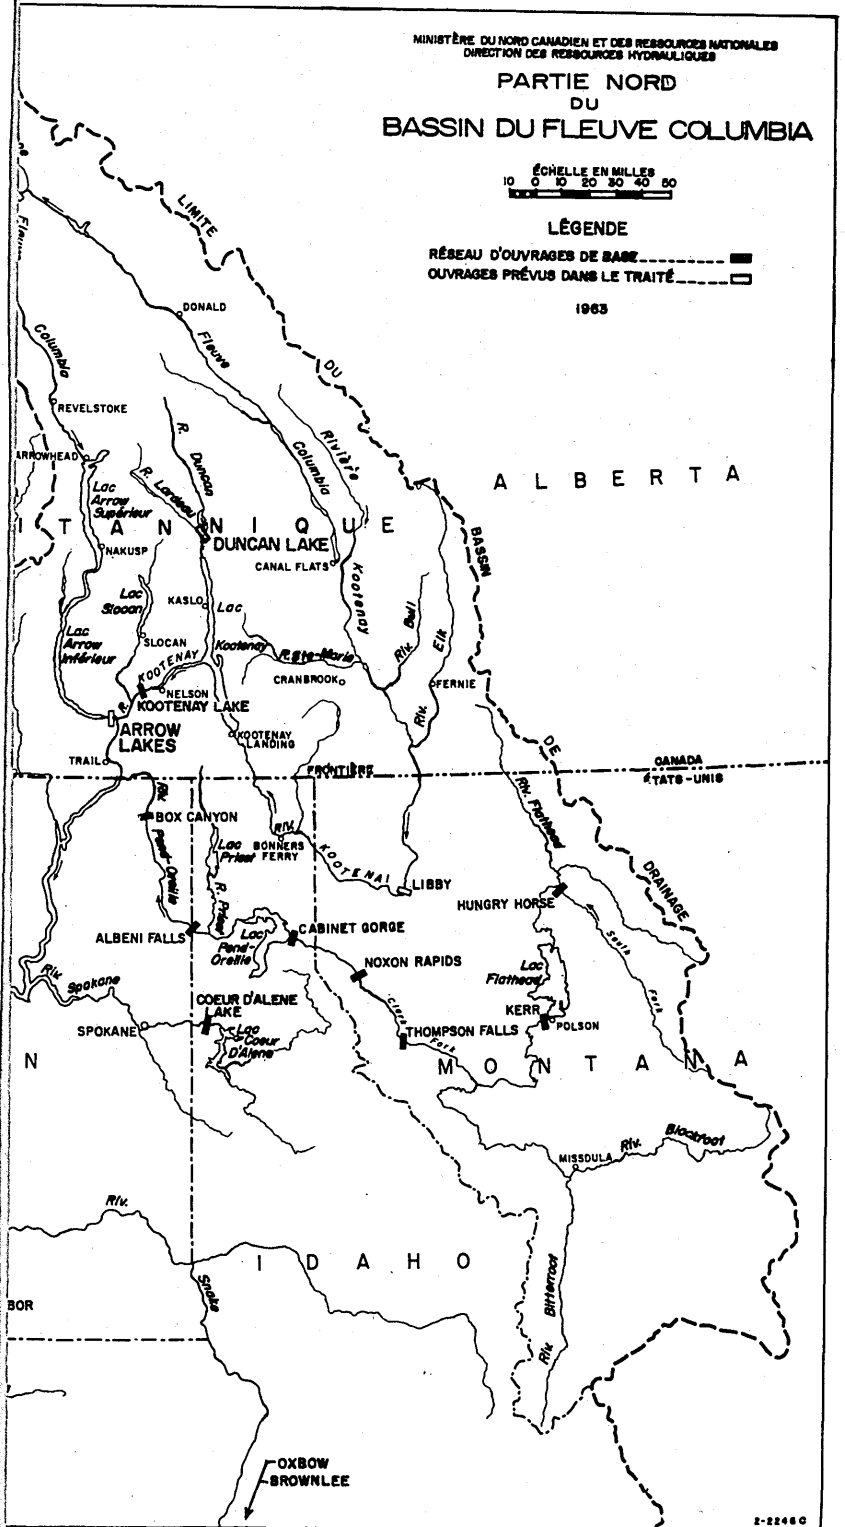 MINISTÈRE DU NORD CANADIEN ET DES RESSOURCES NATIONALES
DIRECTION DES RESSOURCES HYDRAULIQUES
PARTIE NORD
DU
BASSIN DU FLEUVE COLUMBIA
ÉCHELLE EN MILLES
10 0 10 20 30 40 50
LÉGENDE
RÉSEAU D'OUVRAGES DE BASE
OUVRAGES PRÉVUS DANS LE TRAITÉ
1963
LIMITE
DU
BASSIN
DE
DRAINAGE
DONALD
Fleuve
Columbia
Columbia
REVELSTOKE
ARROWHEAD
R. Duncan
R. Lardeau
Rivière
Kootenay
ALBERTA
Lac
Arrow
Supérieur
ITANNIQUE
DUNCAN LAKE
NAKUSP
CANAL FLATS
Lac
Slocan
KASLO
Lac
Kootenay
Riv. Bull
Riv. Elk
Lac
Arrow
Inférieur
SLOCAN
R. KOOTENAY
R. Ste-Marie
CRANBROOK
FERNIE
NELSON
KOOTENAY LAKE
ARROW
LAKES
KOOTENAY
LANDING
TRAIL
FRONTIÈRE
CANADA
ÉTATS-UNIS
Riv. Flathead
Riv. Pend-Oreille
BOX CANYON
Lac
Priest
R. Priest
BONNERS
FERRY
RIV. KOOTENAI
LIBBY
HUNGRY HORSE
South Fork
ALBENI FALLS
Lac
Pend-
Oreille
CABINET GORGE
NOXON RAPIDS
Lac
Flathead
Riv. Spokane
COEUR D'ALENE
LAKE
SPOKANE
Lac
Coeur
D'Alene
Clark Fork
THOMPSON FALLS
KERR
POLSON
N
MONTANA
MISSOULA
Riv. Blackfoot
Riv.
Snake
IDAHO
Riv. Bitterroot
BOR
OXBOW
BROWNLEE
2-2246C